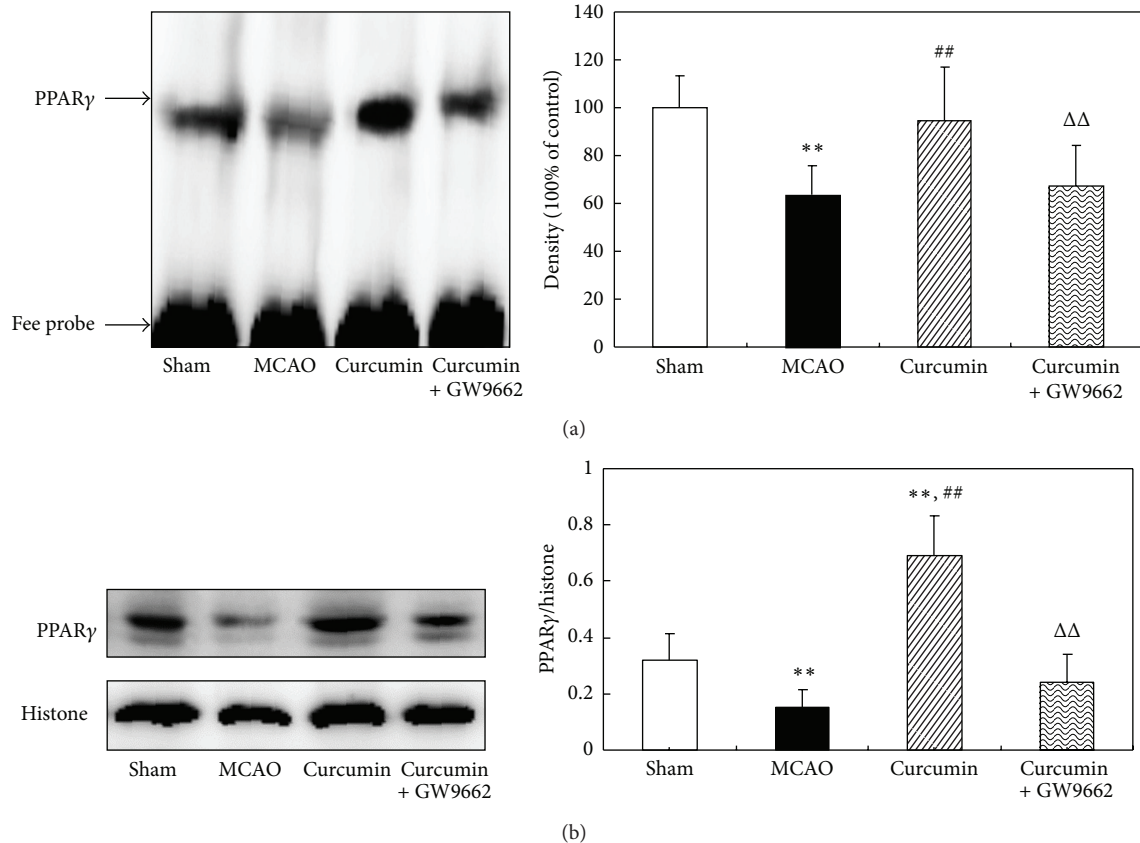 PPARγ
Fee probe
Sham MCAO Curcumin Curcumin
+ GW9662
Density (100% of control)
140
120
100
80
60
40
20
0
**
##
ΔΔ
Sham MCAO Curcumin Curcumin
+ GW9662
(a)
PPARγ
Histone
Sham MCAO Curcumin Curcumin
+ GW9662
PPARγ/histone
1
0.8
0.6
0.4
0.2
0
**
**, ##
ΔΔ
Sham MCAO Curcumin Curcumin
+ GW9662
(b)